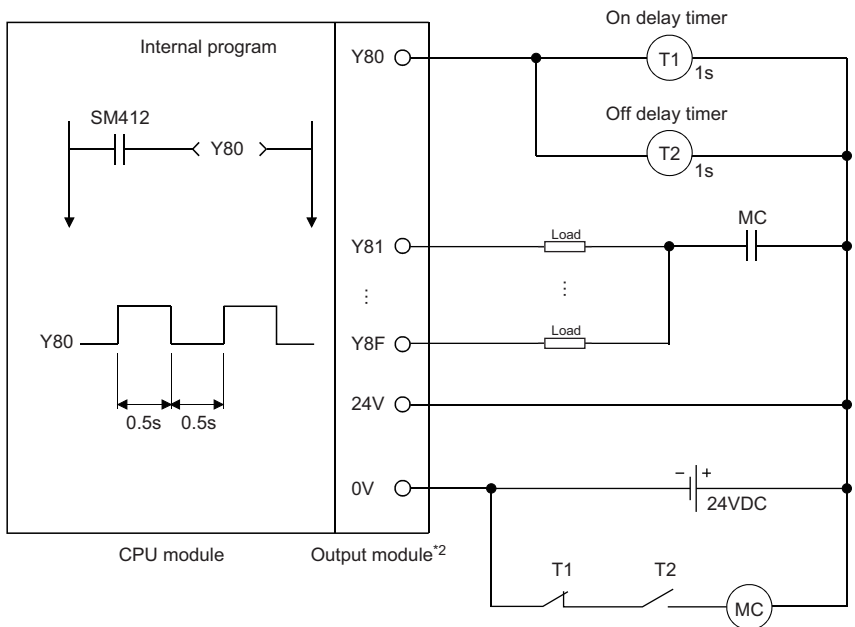 On delay timer
Internal program
Y80
T1
1s
SM412
Y80
Off delay timer
T2
1s
MC
Y81
Load
⋮
⋮
Y80
Y8F
Load
0.5s
0.5s
24V
0V
− +
24VDC
CPU module
Output module*2
T1
T2
MC